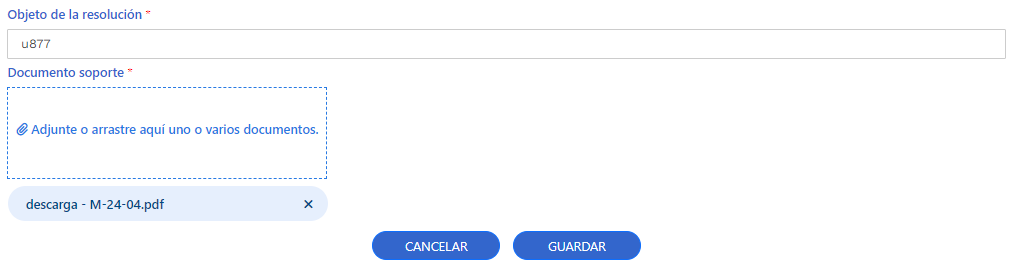 Objeto de la resolución *
u877
Documento soporte *
Adjunte o arrastre aquí uno o varios documentos.
descarga - M-24-04.pdf ✕
CANCELAR GUARDAR